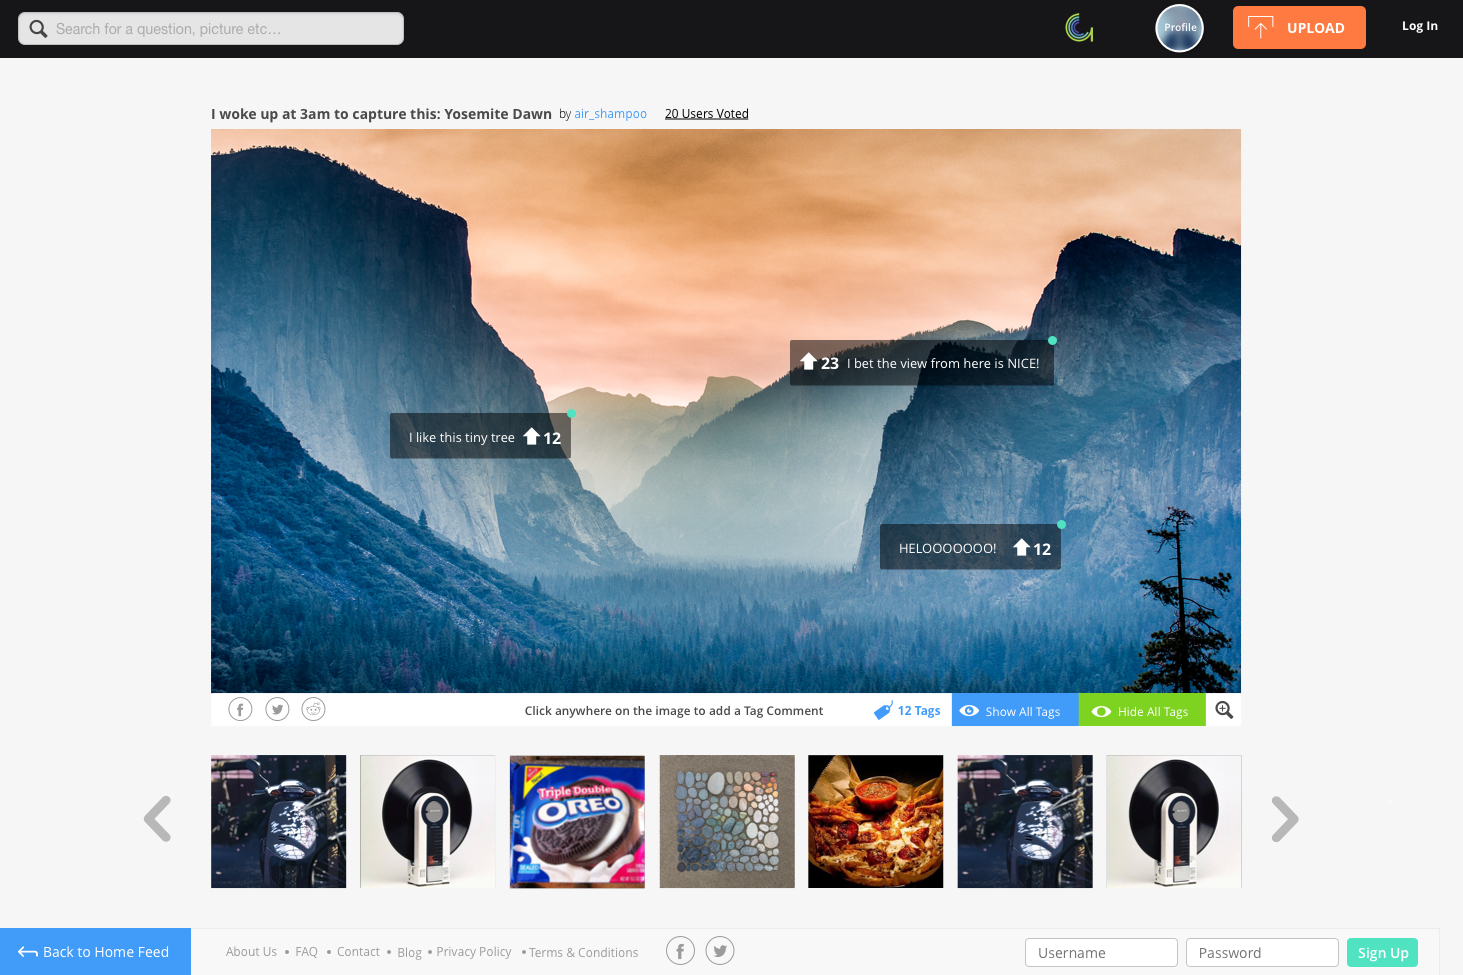 Search for a question, picture etc...
Profile
UPLOAD
Log In
I woke up at 3am to capture this: Yosemite Dawn by air_shampoo 20 Users Voted
23 I bet the view from here is NICE!
I like this tiny tree 12
HELOOOOOOO! 12
Click anywhere on the image to add a Tag Comment
12 Tags
Show All Tags
Hide All Tags
Triple Double
OREO
Back to Home Feed
About Us • FAQ • Contact • Blog • Privacy Policy • Terms & Conditions
Username
Password
Sign Up